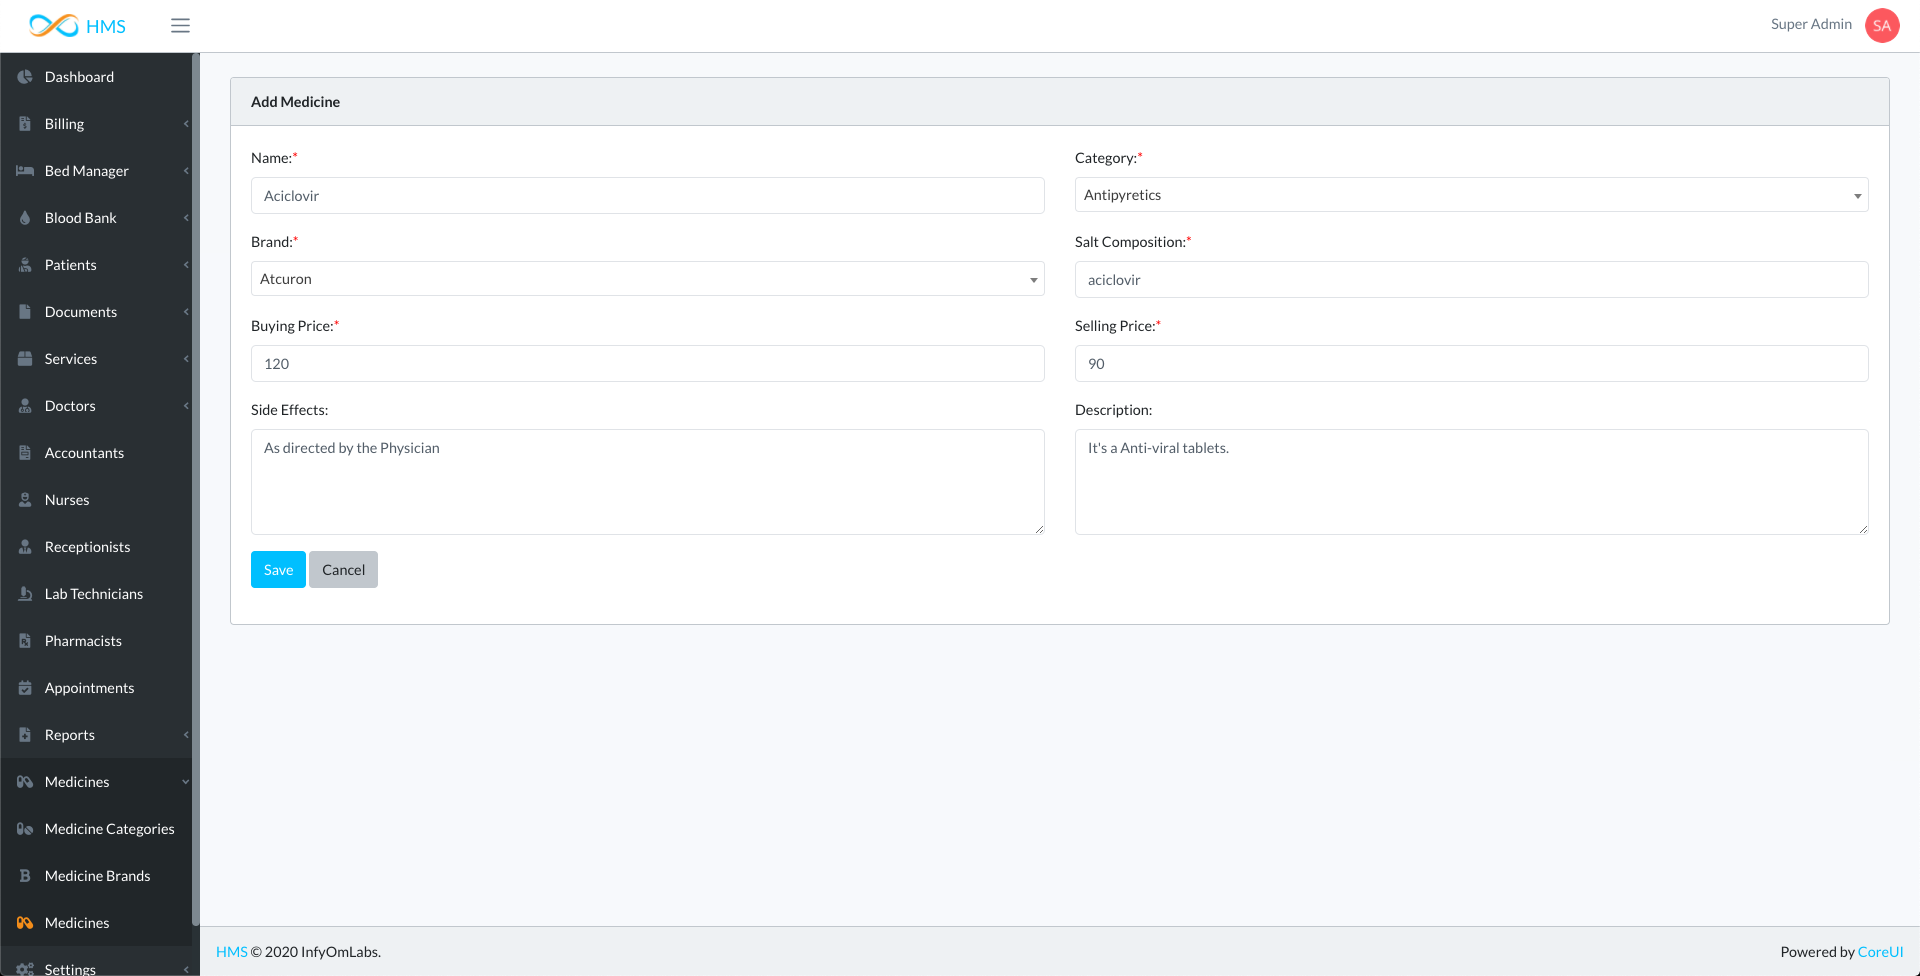 HMS
Super Admin
SA
Dashboard
Billing
Bed Manager
Blood Bank
Patients
Documents
Services
Doctors
Accountants
Nurses
Receptionists
Lab Technicians
Pharmacists
Appointments
Reports
Medicines
Medicine Categories
Medicine Brands
Medicines
Settings
Add Medicine
Name:*
Aciclovir
Category:*
Antipyretics
Brand:*
Atcuron
Salt Composition:*
aciclovir
Buying Price:*
120
Selling Price:*
90
Side Effects:
As directed by the Physician
Description:
It's a Anti-viral tablets.
Save
Cancel
HMS © 2020 InfyOmLabs.
Powered by CoreUI